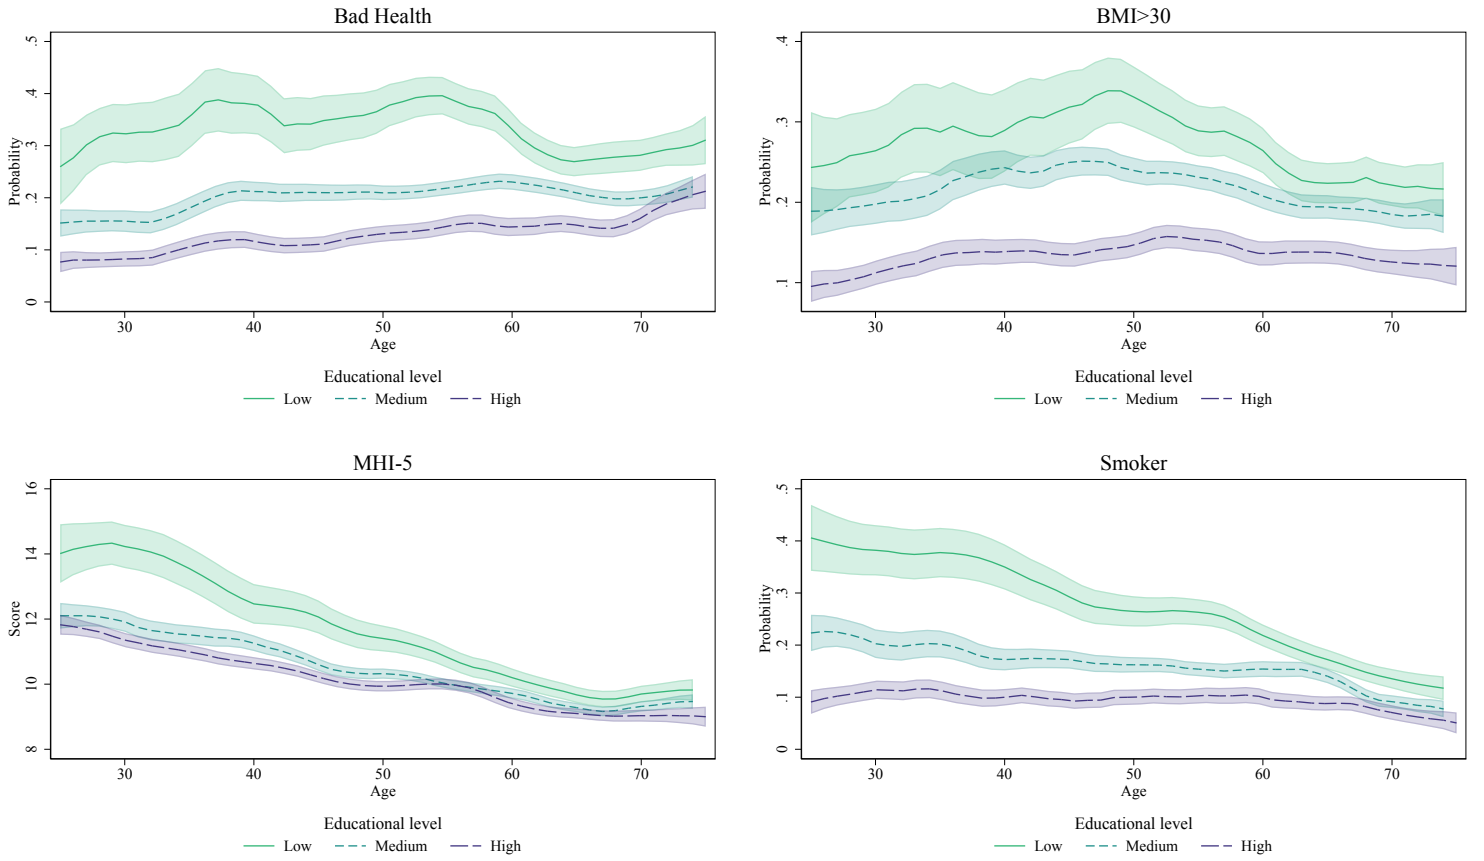 Bad Health
.5
.4
.3
.2
.1
0
Probability
30 40 50 60 70
Age
Educational level
Low Medium High
BMI>30
.4
.3
.2
.1
Probability
30 40 50 60 70
Age
Educational level
Low Medium High
MHI-5
16
14
12
10
8
Score
30 40 50 60 70
Age
Educational level
Low Medium High
Smoker
.5
.4
.3
.2
.1
0
Probability
30 40 50 60 70
Age
Educational level
Low Medium High